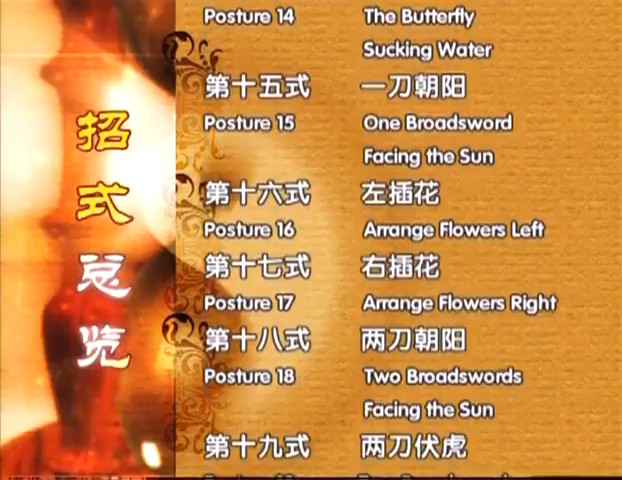 招式总览
Posture 14 The Butterfly
Sucking Water
第十五式 一刀朝阳
Posture 15 One Broadsword
Facing the Sun
第十六式 左插花
Posture 16 Arrange Flowers Left
第十七式 右插花
Posture 17 Arrange Flowers Right
第十八式 两刀朝阳
Posture 18 Two Broadswords
Facing the Sun
第十九式 两刀伏虎